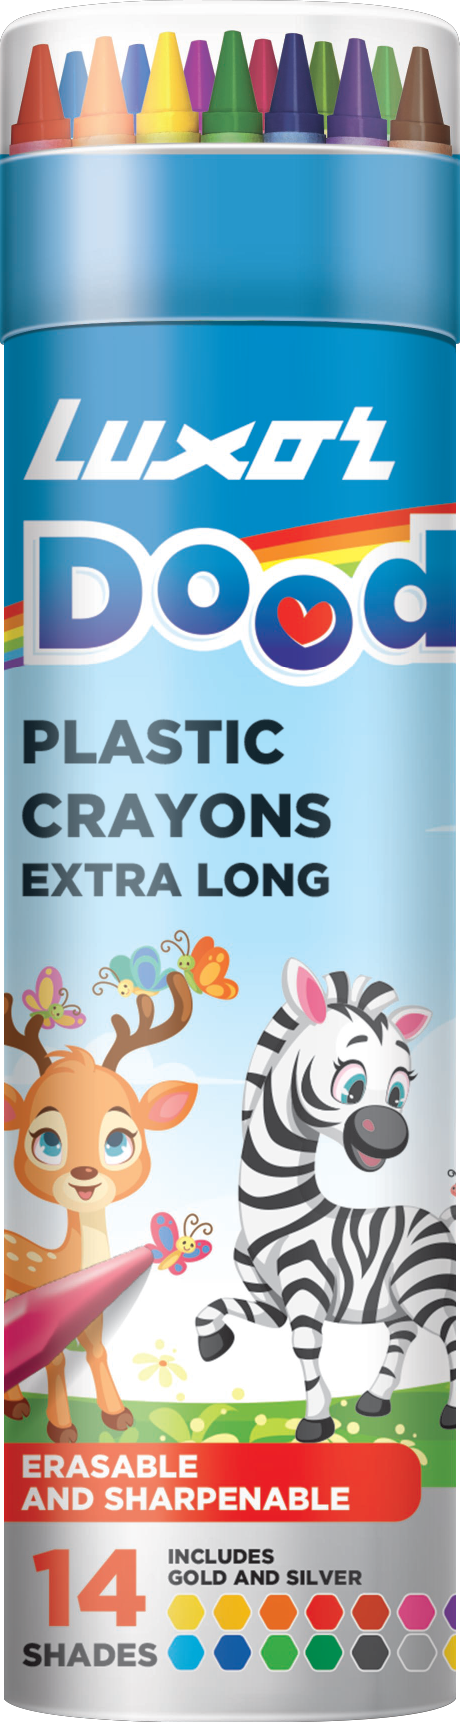 Luxor
Dood
PLASTIC
CRAYONS
EXTRA LONG
ERASABLE
AND SHARPENABLE
14
SHADES
INCLUDES
GOLD AND SILVER